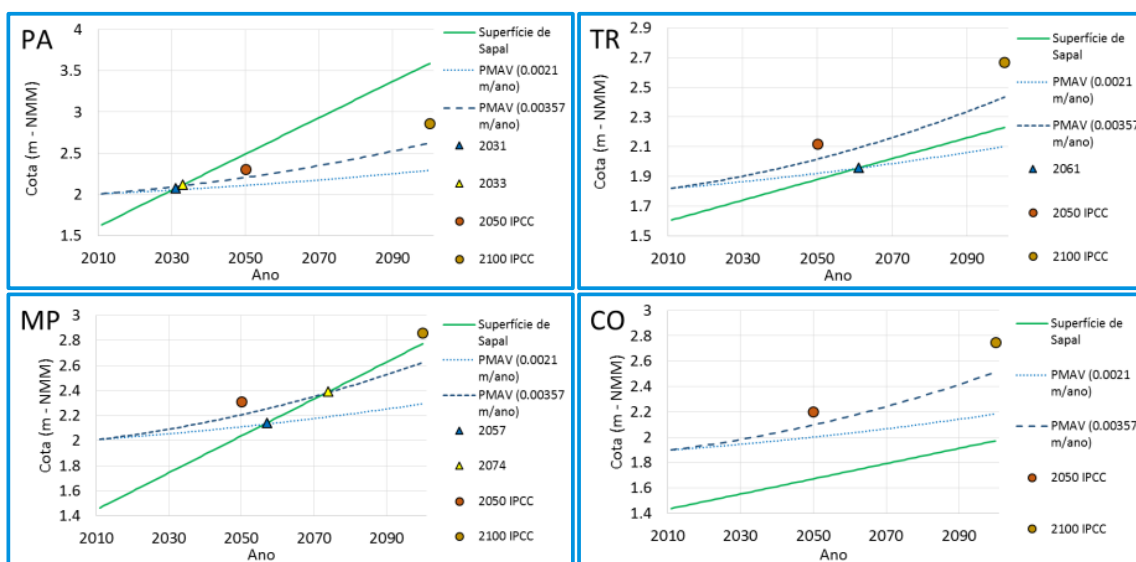 PA
Cota (m - NMM)
4
3.5
3
2.5
2
1.5
2010 2030 2050 2070 2090
Ano
Superfície de
Sapal
PMAV (0.0021
m/ano)
PMAV (0.00357
m/ano)
2031
2033
2050 IPCC
2100 IPCC
TR
Cota (m - NMM)
2.9
2.7
2.5
2.3
2.1
1.9
1.7
1.5
2010 2030 2050 2070 2090
Ano
Superfície de
Sapal
PMAV (0.0021
m/ano)
PMAV (0.00357
m/ano)
2061
2050 IPCC
2100 IPCC
MP
Cota (m - NMM)
3
2.8
2.6
2.4
2.2
2
1.8
1.6
1.4
2010 2030 2050 2070 2090
Ano
Superfície de
Sapal
PMAV (0.0021
m/ano)
PMAV (0.00357
m/ano)
2057
2074
2050 IPCC
2100 IPCC
CO
Cota (m - NMM)
3
2.8
2.6
2.4
2.2
2
1.8
1.6
1.4
2010 2030 2050 2070 2090
Ano
Superfície de
Sapal
PMAV (0.0021
m/ano)
PMAV (0.00357
m/ano)
2050 IPCC
2100 IPCC